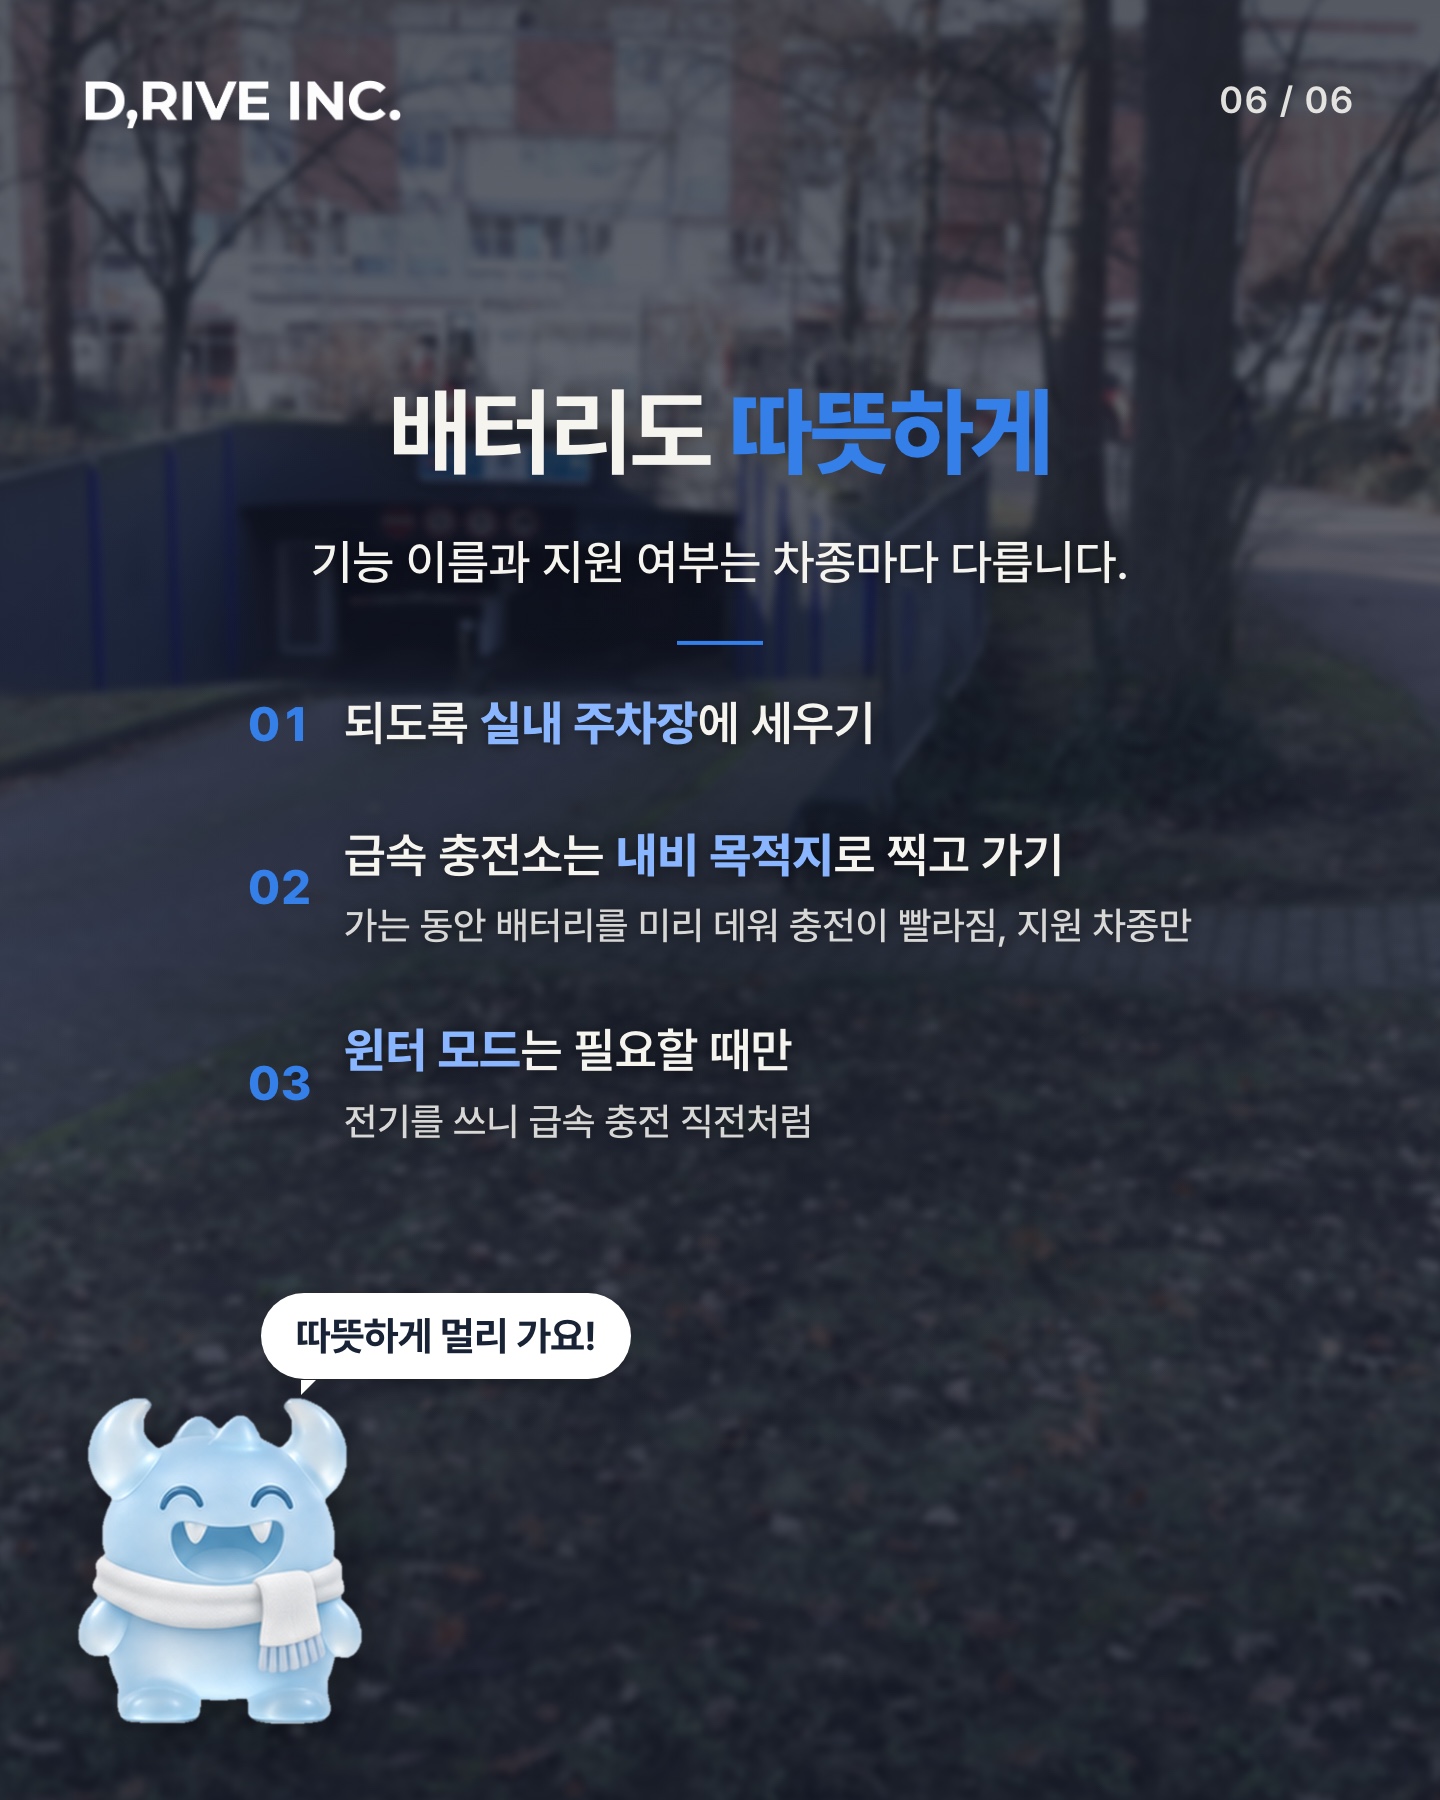 D,RIVE INC.
06 / 06
배터리도 따뜻하게
기능 이름과 지원 여부는 차종마다 다릅니다.
01 되도록 실내 주차장에 세우기
02 급속 충전소는 내비 목적지로 찍고 가기
가는 동안 배터리를 미리 데워 충전이 빨라짐, 지원 차종만
03 윈터 모드는 필요할 때만
전기를 쓰니 급속 충전 직전처럼
따뜻하게 멀리 가요!